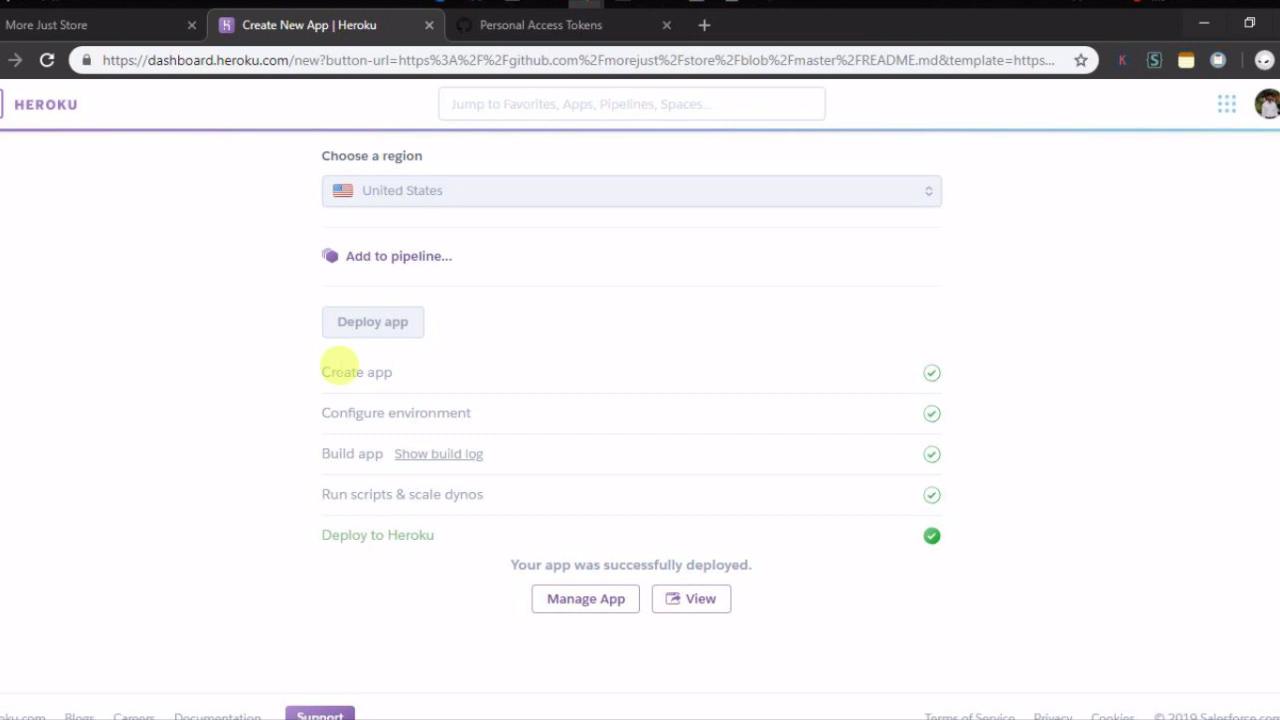 More Just Store
Create New App | Heroku
Personal Access Tokens
https://dashboard.heroku.com/new?button-url=https%3A%2F%2Fgithub.com%2Fmorejust%2Fstore%2Fblob%2Fmaster%2FREADME.md&template=https...
HEROKU
Jump to Favorites, Apps, Pipelines, Spaces...
Choose a region
United States
Add to pipeline...
Deploy app
Create app
Configure environment
Build app Show build log
Run scripts & scale dynos
Deploy to Heroku
Your app was successfully deployed.
Manage App
View
oku.com Blogs Careers Documentation Support Terms of Service Privacy Cookies © 2019 Salesforce.com